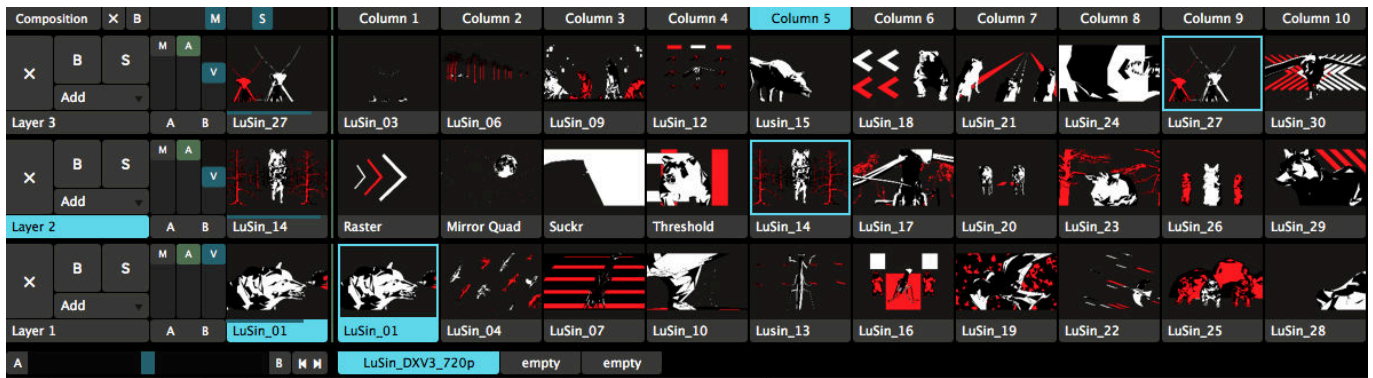 Composition × B M S Column 1 Column 2 Column 3 Column 4 Column 5 Column 6 Column 7 Column 8 Column 9 Column 10
M A
× B S V
Add
Layer 3 A B LuSin_27 LuSin_03 LuSin_06 LuSin_09 LuSin_12 Lusin_15 LuSin_18 LuSin_21 LuSin_24 LuSin_27 LuSin_30
M A
× B S V
Add
Layer 2 A B LuSin_14 Raster Mirror Quad Suckr Threshold LuSin_14 LuSin_17 LuSin_20 LuSin_23 LuSin_26 LuSin_29
M A V
× B S
Add
Layer 1 A B LuSin_01 LuSin_01 LuSin_04 LuSin_07 LuSin_10 Lusin_13 LuSin_16 LuSin_19 LuSin_22 LuSin_25 LuSin_28
A B LuSin_DXV3_720p empty empty